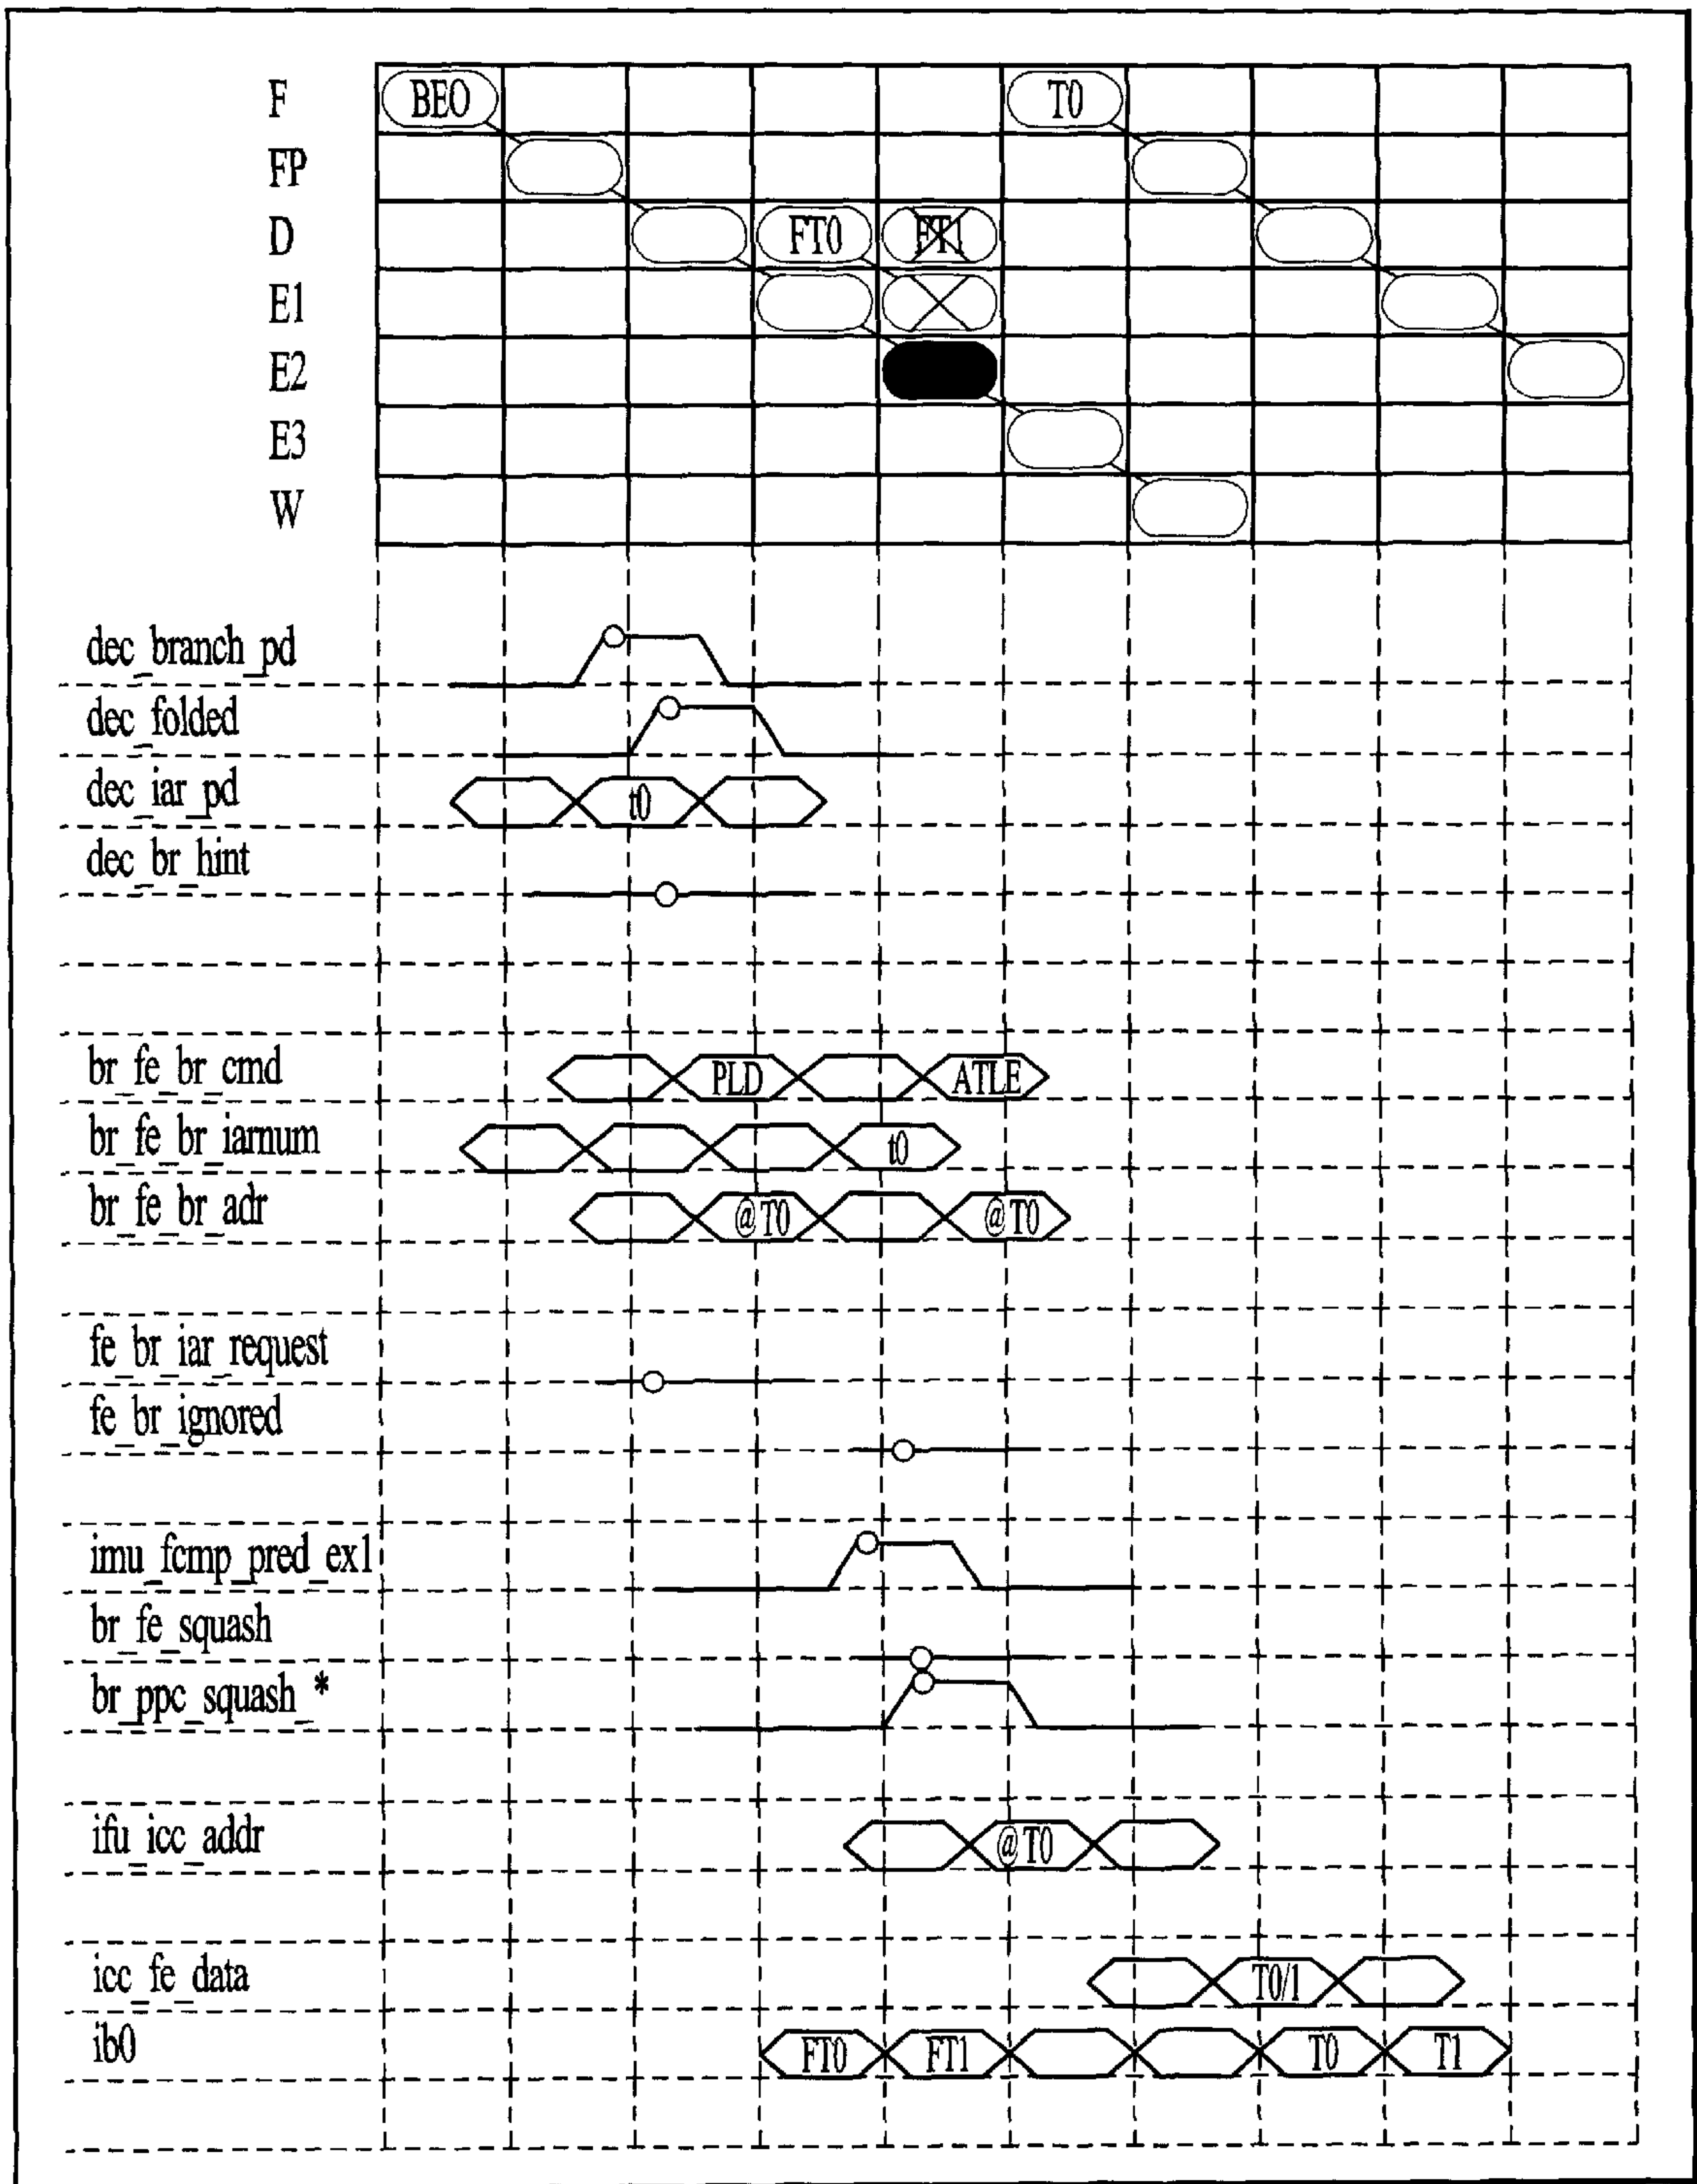 F BEO T0
FP
D FT0 FT1
E1
E2
E3
W
dec_branch_pd
dec_folded
dec_iar_pd t0
dec_br_hint
br_fe_br_cmd PLD ATLE
br_fe_br_iarnum t0
br_fe_br_adr @T0 @T0
fe_br_iar_request
fe_br_ignored
imu_fcmp_pred_ex1
br_fe_squash
br_ppc_squash_*
ifu_icc_addr @T0
icc_fe_data T0/1
ib0 FT0 FT1 T0 T1